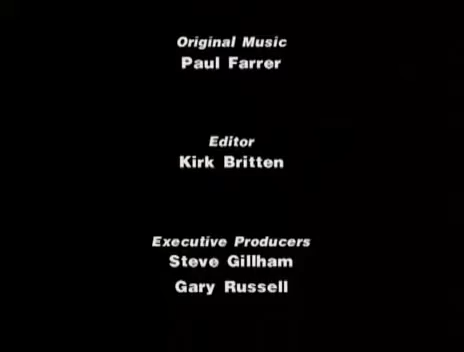 Original Music
Paul Farrer
Editor
Kirk Britten
Executive Producers
Steve Gillham
Gary Russell